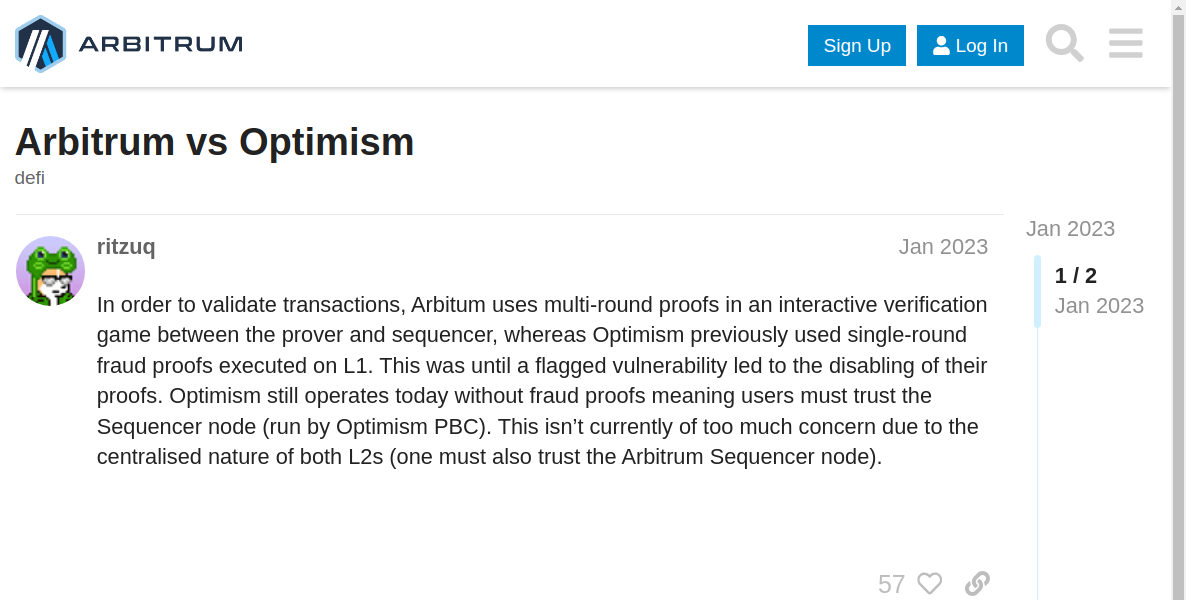 ARBITRUM
Sign Up
Log In
Arbitrum vs Optimism
defi
ritzuq
Jan 2023
In order to validate transactions, Arbitum uses multi-round proofs in an interactive verification
game between the prover and sequencer, whereas Optimism previously used single-round
fraud proofs executed on L1. This was until a flagged vulnerability led to the disabling of their
proofs. Optimism still operates today without fraud proofs meaning users must trust the
Sequencer node (run by Optimism PBC). This isn’t currently of too much concern due to the
centralised nature of both L2s (one must also trust the Arbitrum Sequencer node).
57
Jan 2023
1 / 2
Jan 2023